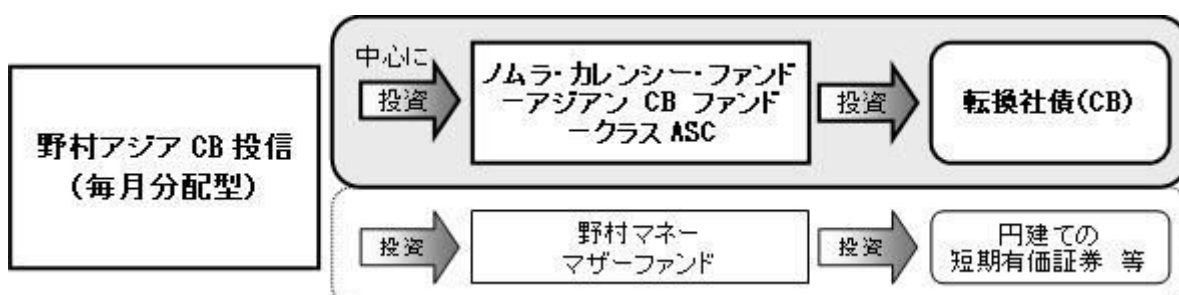 野村アジア CB 投信
(毎月分配型)
中心に
投資
ノムラ・カレンシー・ファンド
－アジアン CB ファンド
－クラス ASC
投資
転換社債(CB)
投資
野村マネー
マザーファンド
投資
円建ての
短期有価証券 等